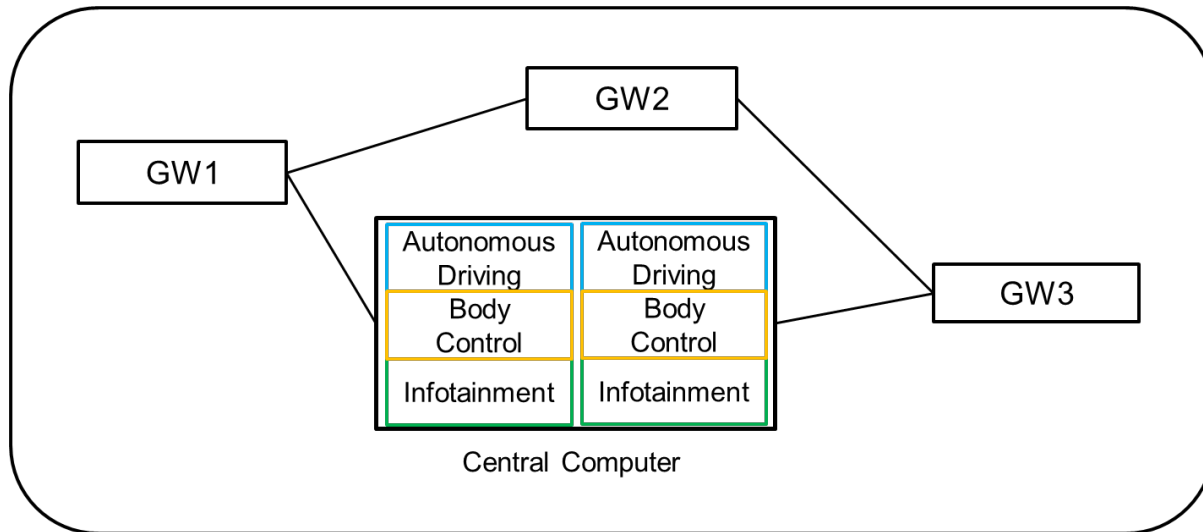 GW2
GW1
Autonomous
Driving
Body
Control
Infotainment
Autonomous
Driving
Body
Control
Infotainment
GW3
Central Computer